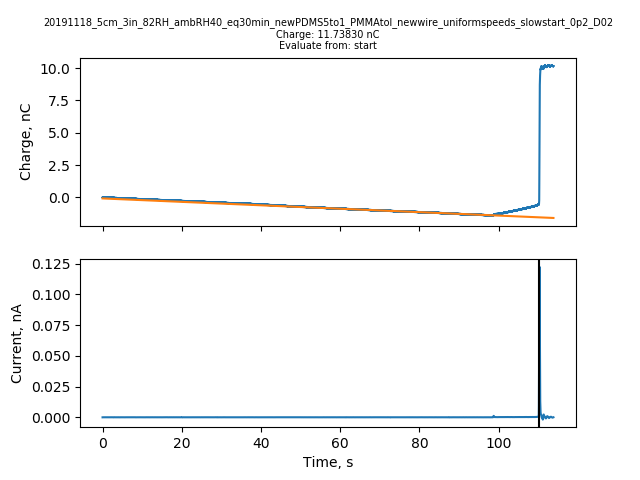 20191118_5cm_3in_82RH_ambRH40_eq30min_newPDMS5to1_PMMAtol_newwire_uniformspeeds_slowstart_0p2_D02
Charge: 11.73830 nC
Evaluate from: start
10.0
7.5
5.0
2.5
0.0
Charge, nC
0.125
0.100
0.075
0.050
0.025
0.000
Current, nA
0 20 40 60 80 100
Time, s